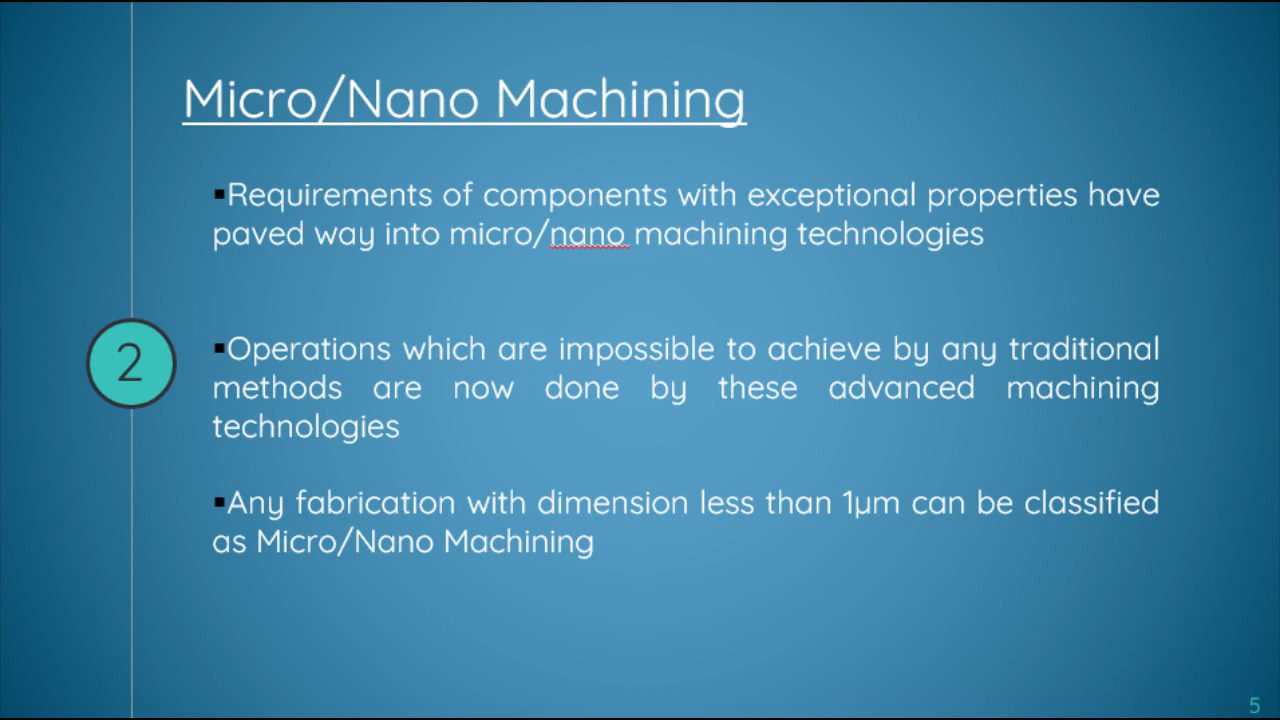 Micro/Nano Machining
▪Requirements of components with exceptional properties have
paved way into micro/nano machining technologies
2
▪Operations which are impossible to achieve by any traditional
methods are now done by these advanced machining
technologies
▪Any fabrication with dimension less than 1µm can be classified
as Micro/Nano Machining
5